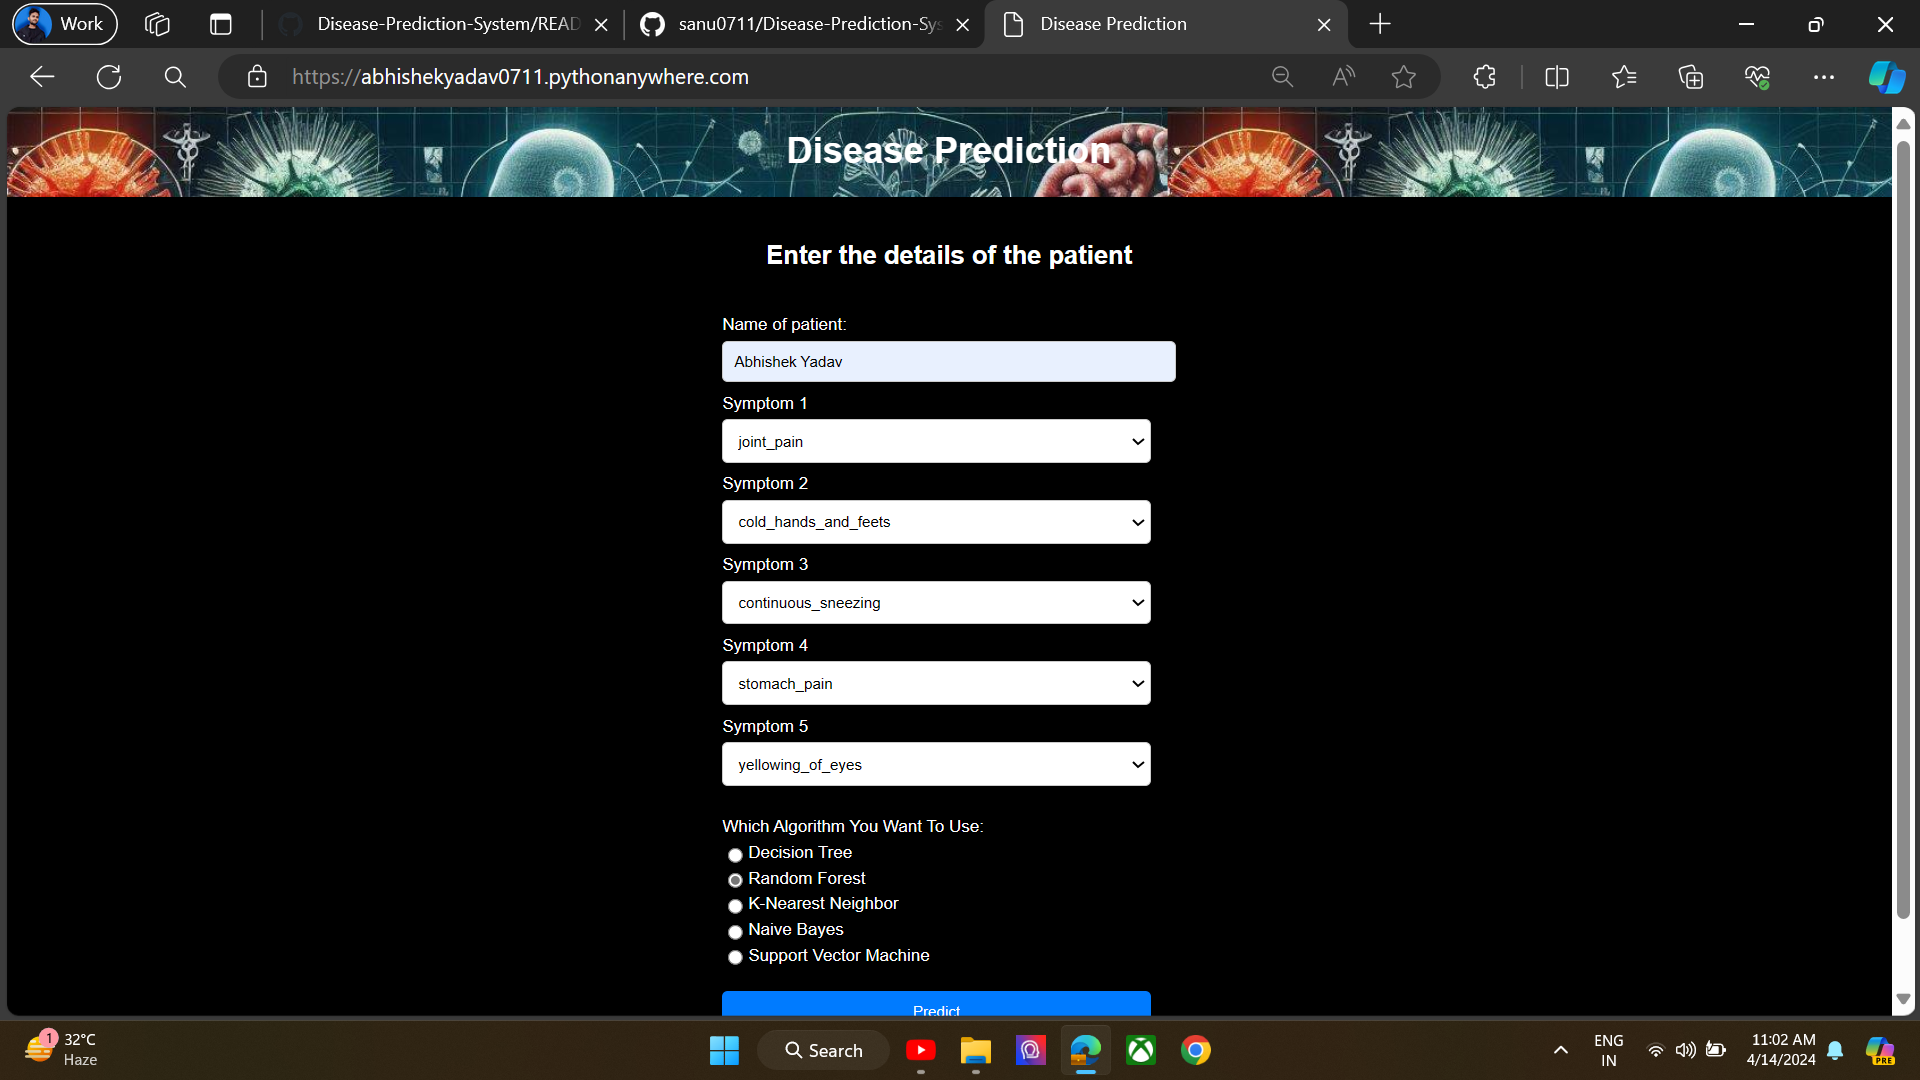 Work
Disease-Prediction-System/READ
sanu0711/Disease-Prediction-Sys
Disease Prediction
https://abhishekyadav0711.pythonanywhere.com
Disease Prediction
Enter the details of the patient
Name of patient:
Abhishek Yadav
Symptom 1
joint_pain
Symptom 2
cold_hands_and_feets
Symptom 3
continuous_sneezing
Symptom 4
stomach_pain
Symptom 5
yellowing_of_eyes
Which Algorithm You Want To Use:
Decision Tree
Random Forest
K-Nearest Neighbor
Naive Bayes
Support Vector Machine
Predict
1
32°C
Haze
Search
ENG
IN
11:02 AM
4/14/2024
PRE